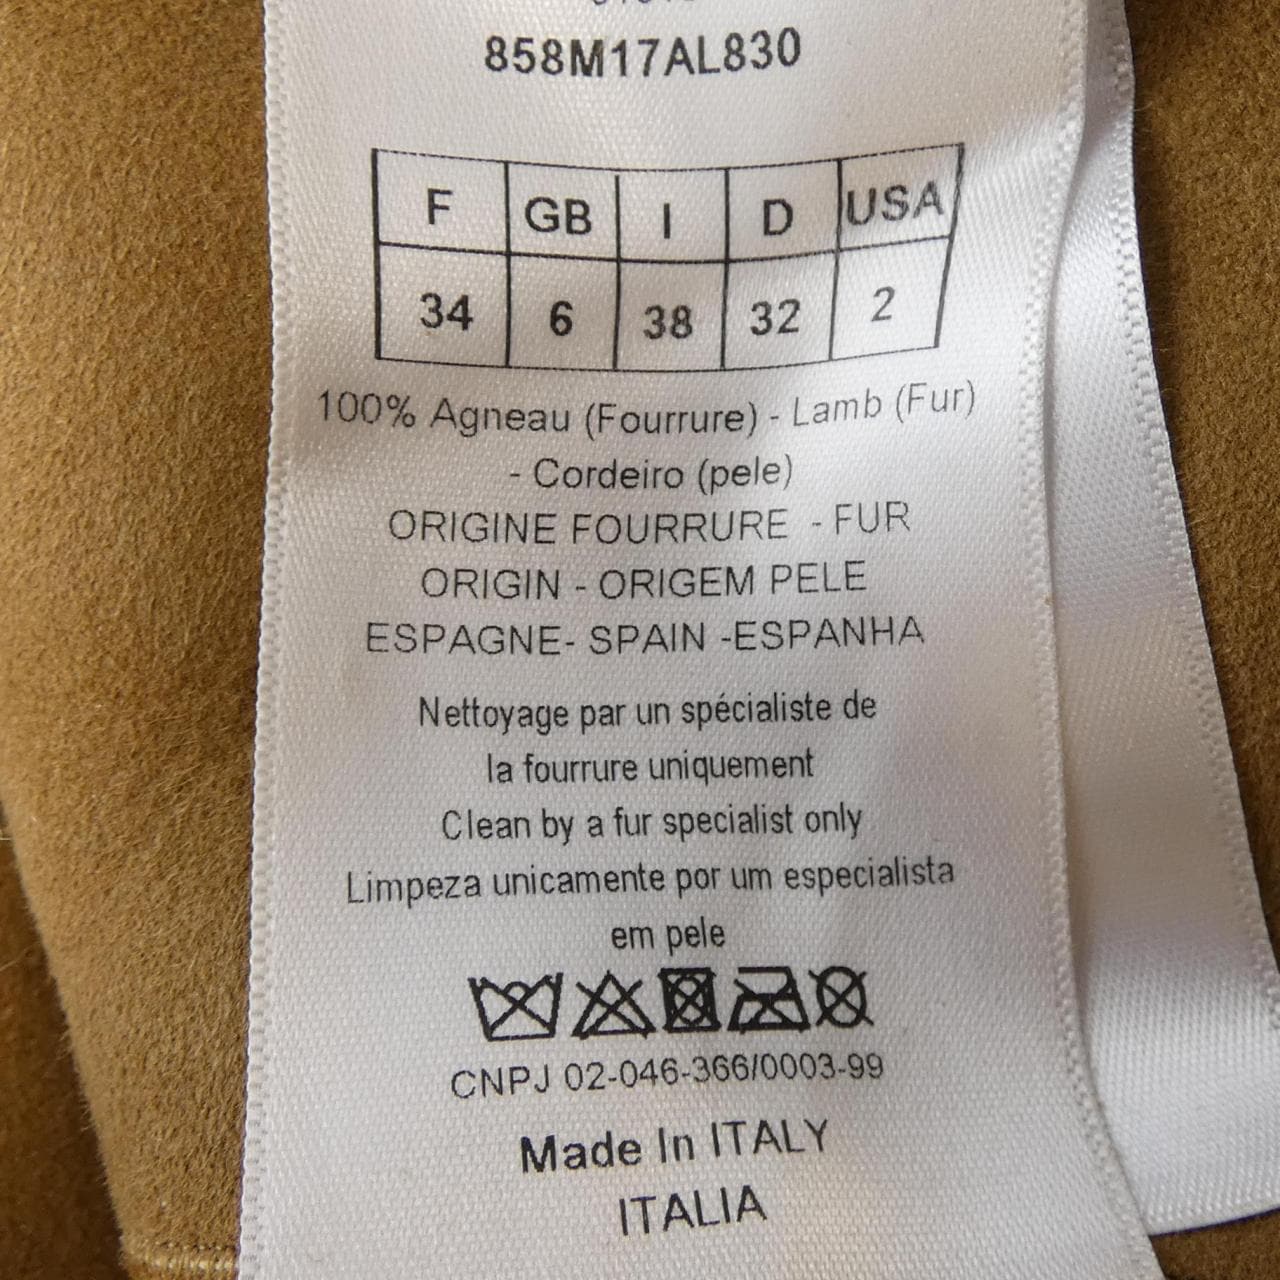 858M17AL830
F GB I D USA
34 6 38 32 2
100% Agneau (Fourrure) - Lamb (Fur)
- Cordeiro (pele)
ORIGINE FOURRURE - FUR
ORIGIN - ORIGEM PELE
ESPAGNE- SPAIN -ESPANHA
Nettoyage par un spécialiste de
la fourrure uniquement
Clean by a fur specialist only
Limpeza unicamente por um especialista
em pele
CNPJ 02-046-366/0003-99
Made In ITALY
ITALIA